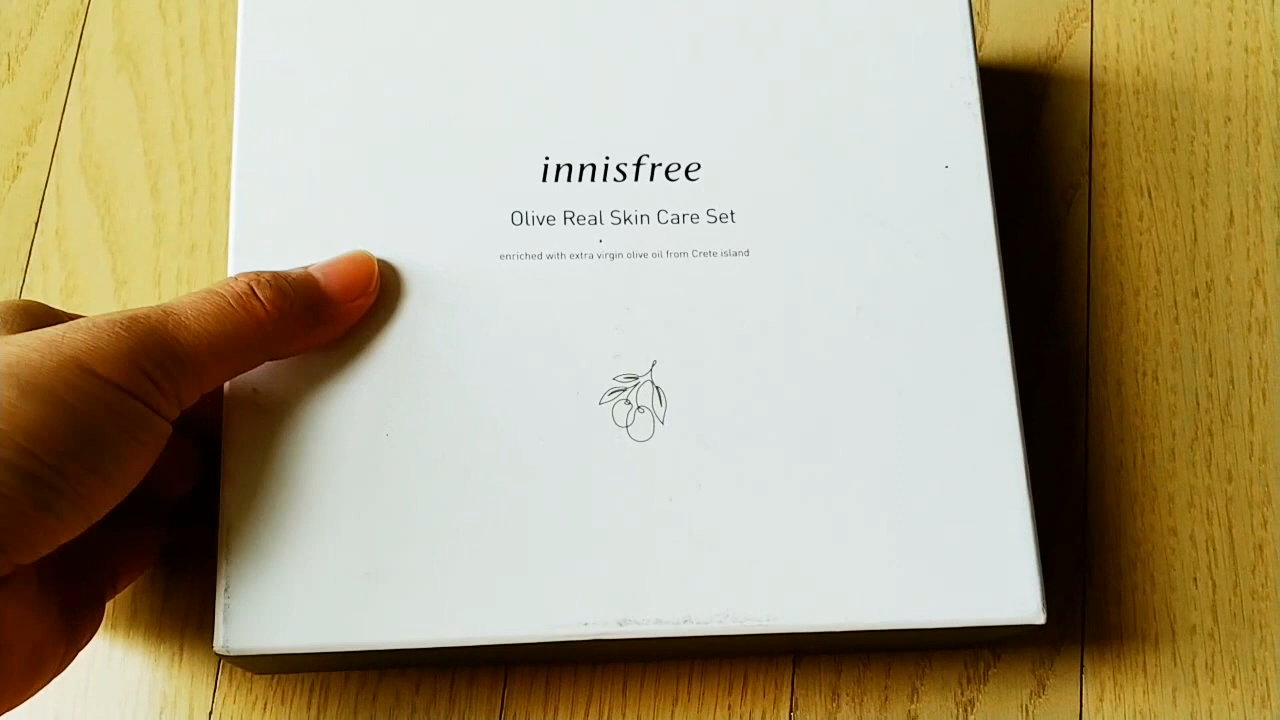 innisfree
Olive Real Skin Care Set
enriched with extra virgin olive oil from Crete island